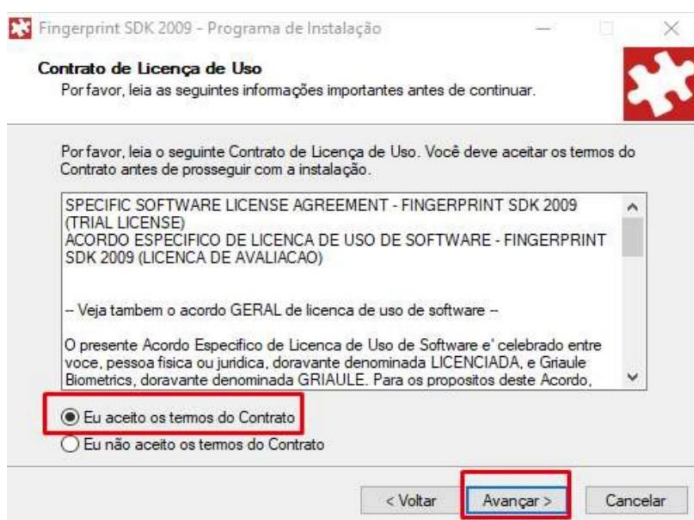 Fingerprint SDK 2009 - Programa de Instalação
Contrato de Licença de Uso
Por favor, leia as seguintes informações importantes antes de continuar.
Por favor, leia o seguinte Contrato de Licença de Uso. Você deve aceitar os termos do
Contrato antes de prosseguir com a instalação.
SPECIFIC SOFTWARE LICENSE AGREEMENT - FINGERPRINT SDK 2009
(TRIAL LICENSE)
ACORDO ESPECIFICO DE LICENCA DE USO DE SOFTWARE - FINGERPRINT
SDK 2009 (LICENCA DE AVALIACAO)
-- Veja tambem o acordo GERAL de licenca de uso de software --
O presente Acordo Especifico de Licenca de Uso de Software e' celebrado entre
voce, pessoa fisica ou juridica, doravante denominada LICENCIADA, e Griaule
Biometrics, doravante denominada GRIAULE. Para os propositos deste Acordo,
Eu aceito os termos do Contrato
Eu não aceito os termos do Contrato
< Voltar
Avançar >
Cancelar